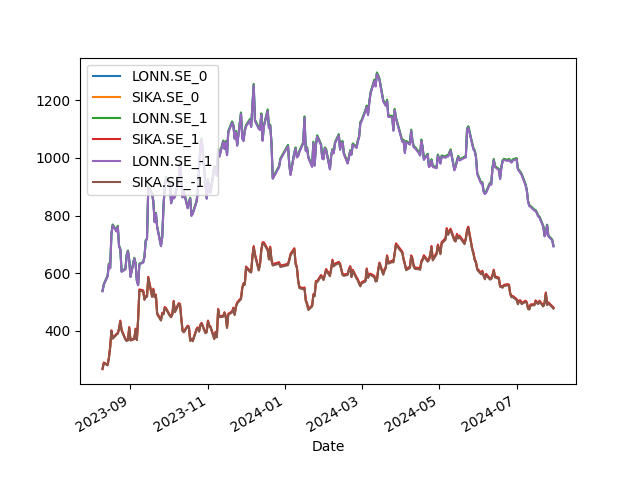 LONN.SE_0
SIKA.SE_0
LONN.SE_1
SIKA.SE_1
LONN.SE_-1
SIKA.SE_-1
1200
1000
800
600
400
2023-09
2023-11
2024-01
2024-03
2024-05
2024-07
Date